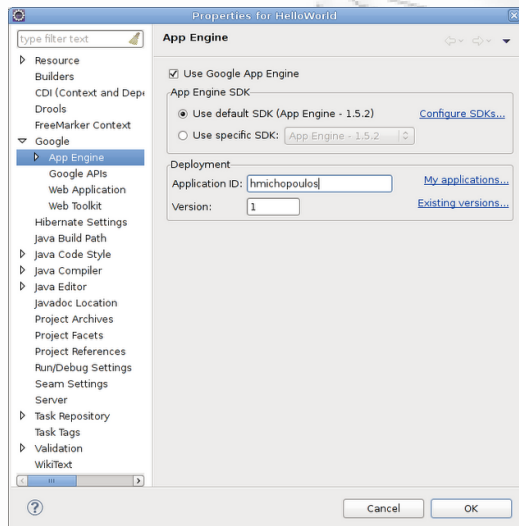 Properties for HelloWorld
type filter text
App Engine
Resource
Builders
CDI (Context and Depe
Drools
FreeMarker Context
Google
App Engine
Google APIs
Web Application
Web Toolkit
Hibernate Settings
Java Build Path
Java Code Style
Java Compiler
Java Editor
Javadoc Location
Project Archives
Project Facets
Project References
Run/Debug Settings
Seam Settings
Server
Task Repository
Task Tags
Validation
WikiText
Use Google App Engine
App Engine SDK
Use default SDK (App Engine - 1.5.2) Configure SDKs...
Use specific SDK: App Engine - 1.5.2
Deployment
Application ID: hmichopoulos My applications...
Version: 1 Existing versions...
Cancel OK